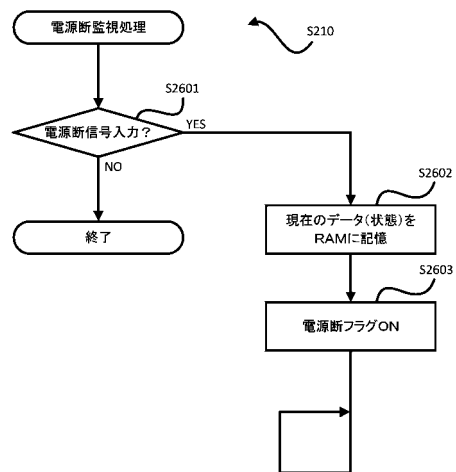 電源断監視処理
S210
S2601
電源断信号入力?
YES
NO
S2602
現在のデータ(状態)を
RAMに記憶
終了
S2603
電源断フラグON